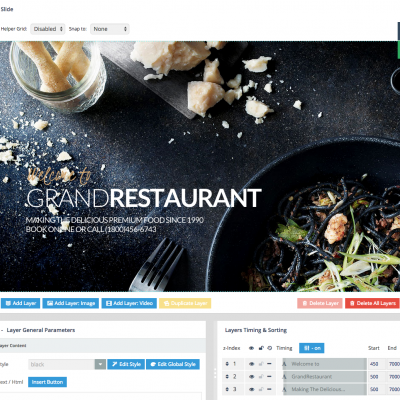 Slide
Helper Grid: Disabled Snap to: None
Welcome to
GRANDRESTAURANT
MAKING THE DELICIOUS PREMIUM FOOD SINCE 1990
BOOK ONLINE OR CALL (1800)456-6743
Add Layer Add Layer: Image Add Layer: Video Duplicate Layer Delete Layer Delete All Layers
- Layer General Parameters
Layers Timing & Sorting
ayer Content
z-Index Timing - on Start End
tyle black Edit Style Edit Global Style
1 Welcome to 450 7000
2 GrandRestaurant 500 7000
ext / Html Insert Button
3 Making The Delicious... 500 7000